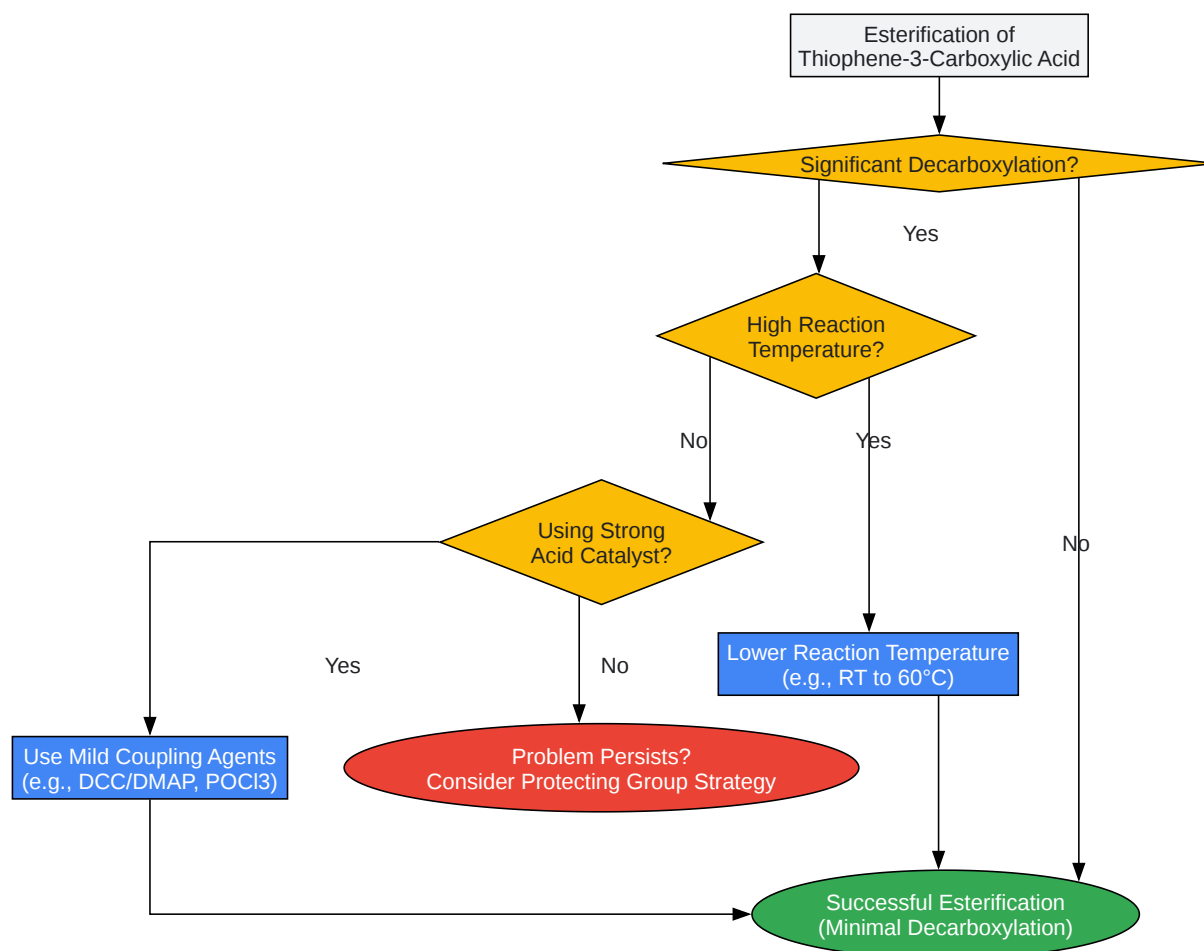 Esterification of
Thiophene-3-Carboxylic Acid
Significant Decarboxylation?
Yes
High Reaction
Temperature?
No
Yes
Using Strong
Acid Catalyst?
No
Yes
No
Lower Reaction Temperature
(e.g., RT to 60°C)
Use Mild Coupling Agents
(e.g., DCC/DMAP, POCl3)
Problem Persists?
Consider Protecting Group Strategy
Successful Esterification
(Minimal Decarboxylation)